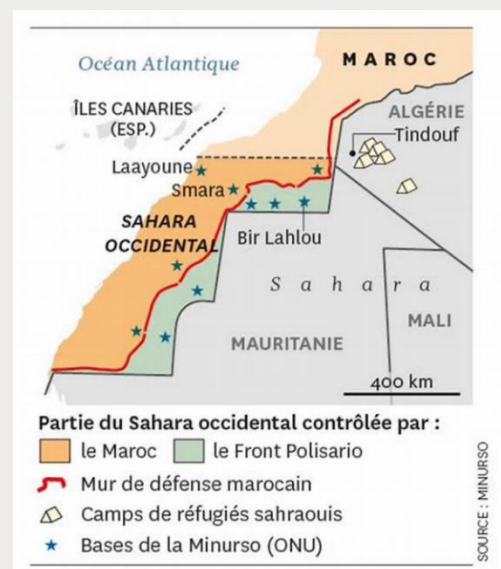 Océan Atlantique
MAROC
ÎLES CANARIES
(ESP.)
ALGÉRIE
Tindouf
Laayoune
Smara
SAHARA
OCCIDENTAL
Bir Lahlou
Sahara
MALI
MAURITANIE
400 km
Partie du Sahara occidental contrôlée par :
le Maroc le Front Polisario
Mur de défense marocain
Camps de réfugiés sahraouis
Bases de la Minurso (ONU)
SOURCE : MINURSO